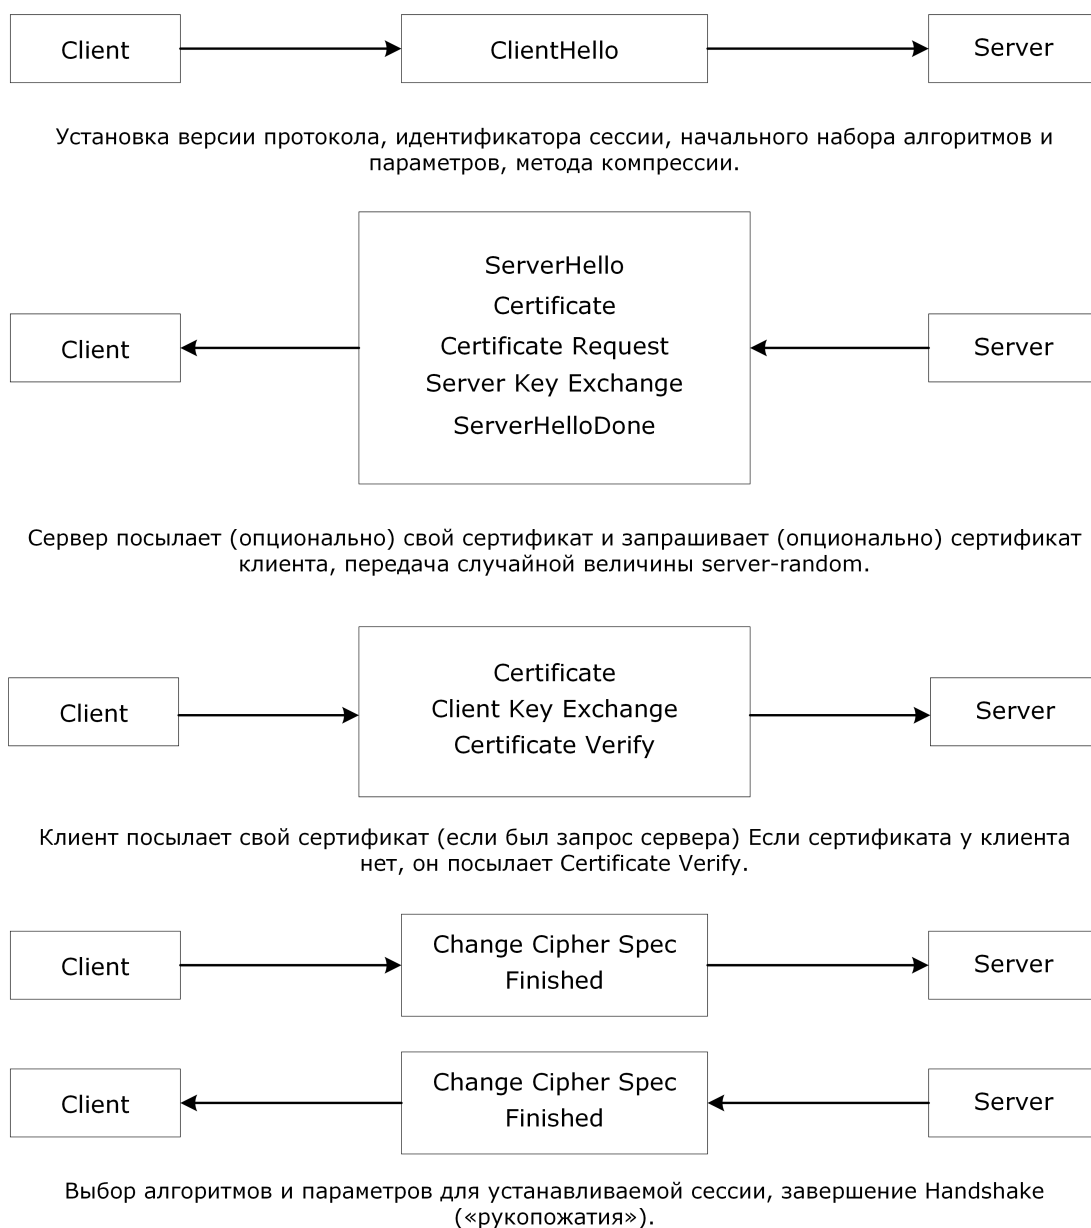 Client
ClientHello
Server
Установка версии протокола, идентификатора сессии, начального набора алгоритмов и
параметров, метода компрессии.
ServerHello
Certificate
Client
Certificate Request
Server
Server Key Exchange
ServerHelloDone
Сервер посылает (опционально) свой сертификат и запрашивает (опционально) сертификат
клиента, передача случайной величины server-random.
Certificate
Client
Client Key Exchange
Server
Certificate Verify
Клиент посылает свой сертификат (если был запрос сервера) Если сертификата у клиента
нет, он посылает Certificate Verify.
Client
Change Cipher Spec
Finished
Server
Client
Change Cipher Spec
Finished
Server
Выбор алгоритмов и параметров для устанавливаемой сессии, завершение Handshake
(«рукопожатия»).